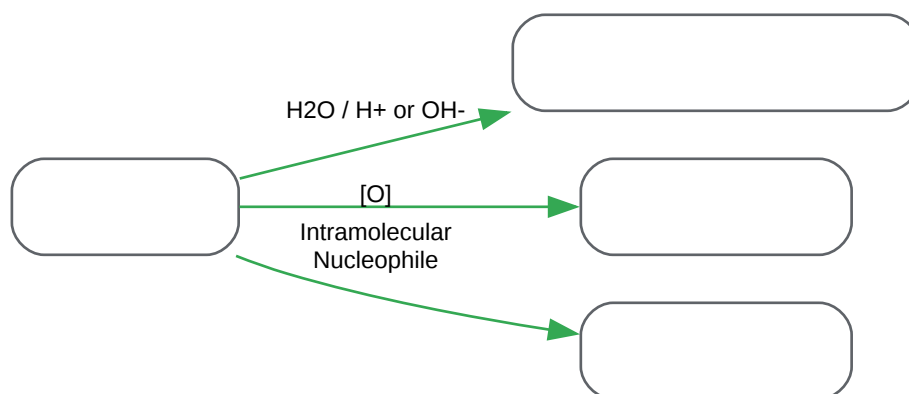 H2O / H+ or OH-
[O]
Intramolecular
Nucleophile